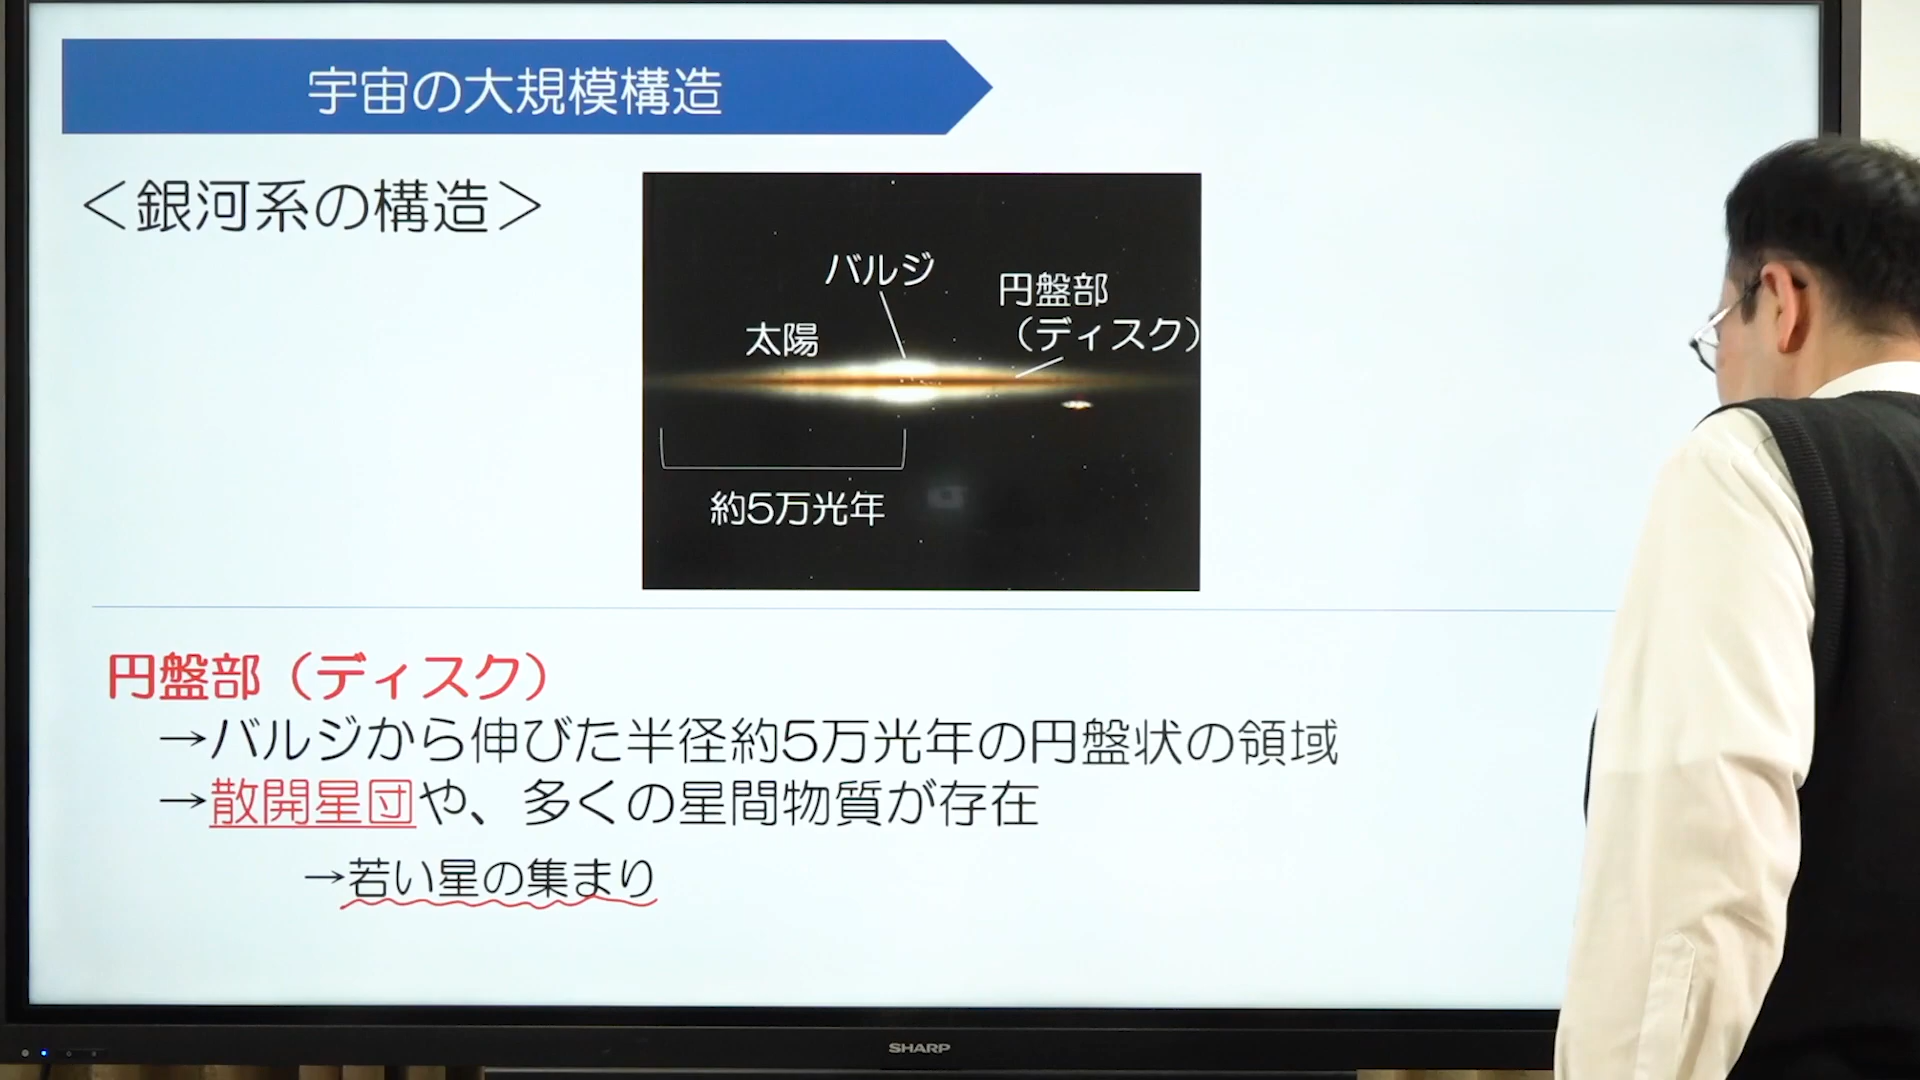 宇宙の大規模構造
＜銀河系の構造＞
バルジ
円盤部
（ディスク）
太陽
約5万光年
円盤部（ディスク）
→バルジから伸びた半径約5万光年の円盤状の領域
→散開星団や、多くの星間物質が存在
→若い星の集まり
SHARP